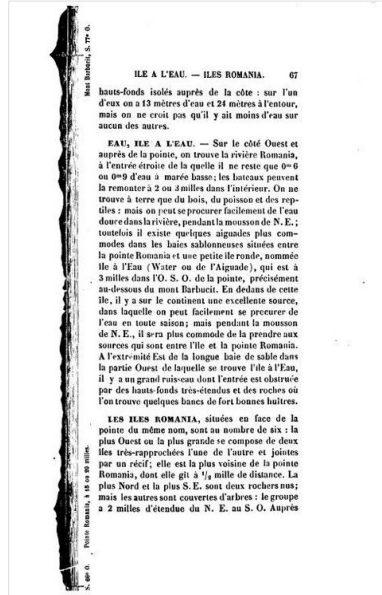 ILE A L'EAU. — ILES ROMANIA. 67
hauts-fonds isolés auprès de la côte : sur l'un
d'eux on a 13 mètres d'eau et 24 mètres à l'entour,
mais on ne croit pas qu'il y ait moins d'eau sur
aucun des autres.
EAU, ILE A L'EAU. — Sur le côté Ouest et
auprès de la pointe, on trouve la rivière Romania,
à l'entrée étroite de la quelle il ne reste que 0m6
ou 0m9 d'eau à marée basse; les bateaux peuvent
la remonter à 2 ou 3 milles dans l'intérieur. On ne
trouve à terre que du bois, du poisson et des rep-
tiles : mais on peut se procurer facilement de l'eau
douce dans la rivière, pendant la mousson de N. E.;
toutefois il existe quelques aiguades plus com-
modes dans les baies sablonneuses situées entre
la pointe Romania et une petite île ronde, nommée
Ile à l'Eau (Water ou de l'Aiguade), qui est à
3 milles dans l'O. S. O. de la pointe, précisément
au-dessous du mont Barbucit. En dedans de cette
île, il y a sur le continent une excellente source,
dans laquelle on peut facilement se procurer de
l'eau en toute saison; mais pendant la mousson
de N. E., il sera plus commode de la prendre aux
sources qui sont entre l'île et la pointe Romania.
A l'extrémité Est de la longue baie de sable dans
la partie Ouest de laquelle se trouve l'île à l'Eau,
il y a un grand ruisseau dont l'entrée est obstruée
par des hauts-fonds très-étendus et des roches où
l'on trouve quelques bancs de fort bonnes huîtres.
LES ILES ROMANIA, situées en face de la
pointe du même nom, sont au nombre de six : la
plus Ouest ou la plus grande se compose de deux
îles très-rapprochées l'une de l'autre et jointes
par un récif; elle est la plus voisine de la pointe
Romania, dont elle gît à 1/2 mille de distance. La
plus Nord et la plus S. E. sont deux rochers nus;
mais les autres sont couvertes d'arbres : le groupe
a 2 milles d'étendue du N. E. au S. O. Auprès
Mont Barbucit, S. 77° O.
Pointe Romania, à 18 ou 20 milles.
S. 66° O.